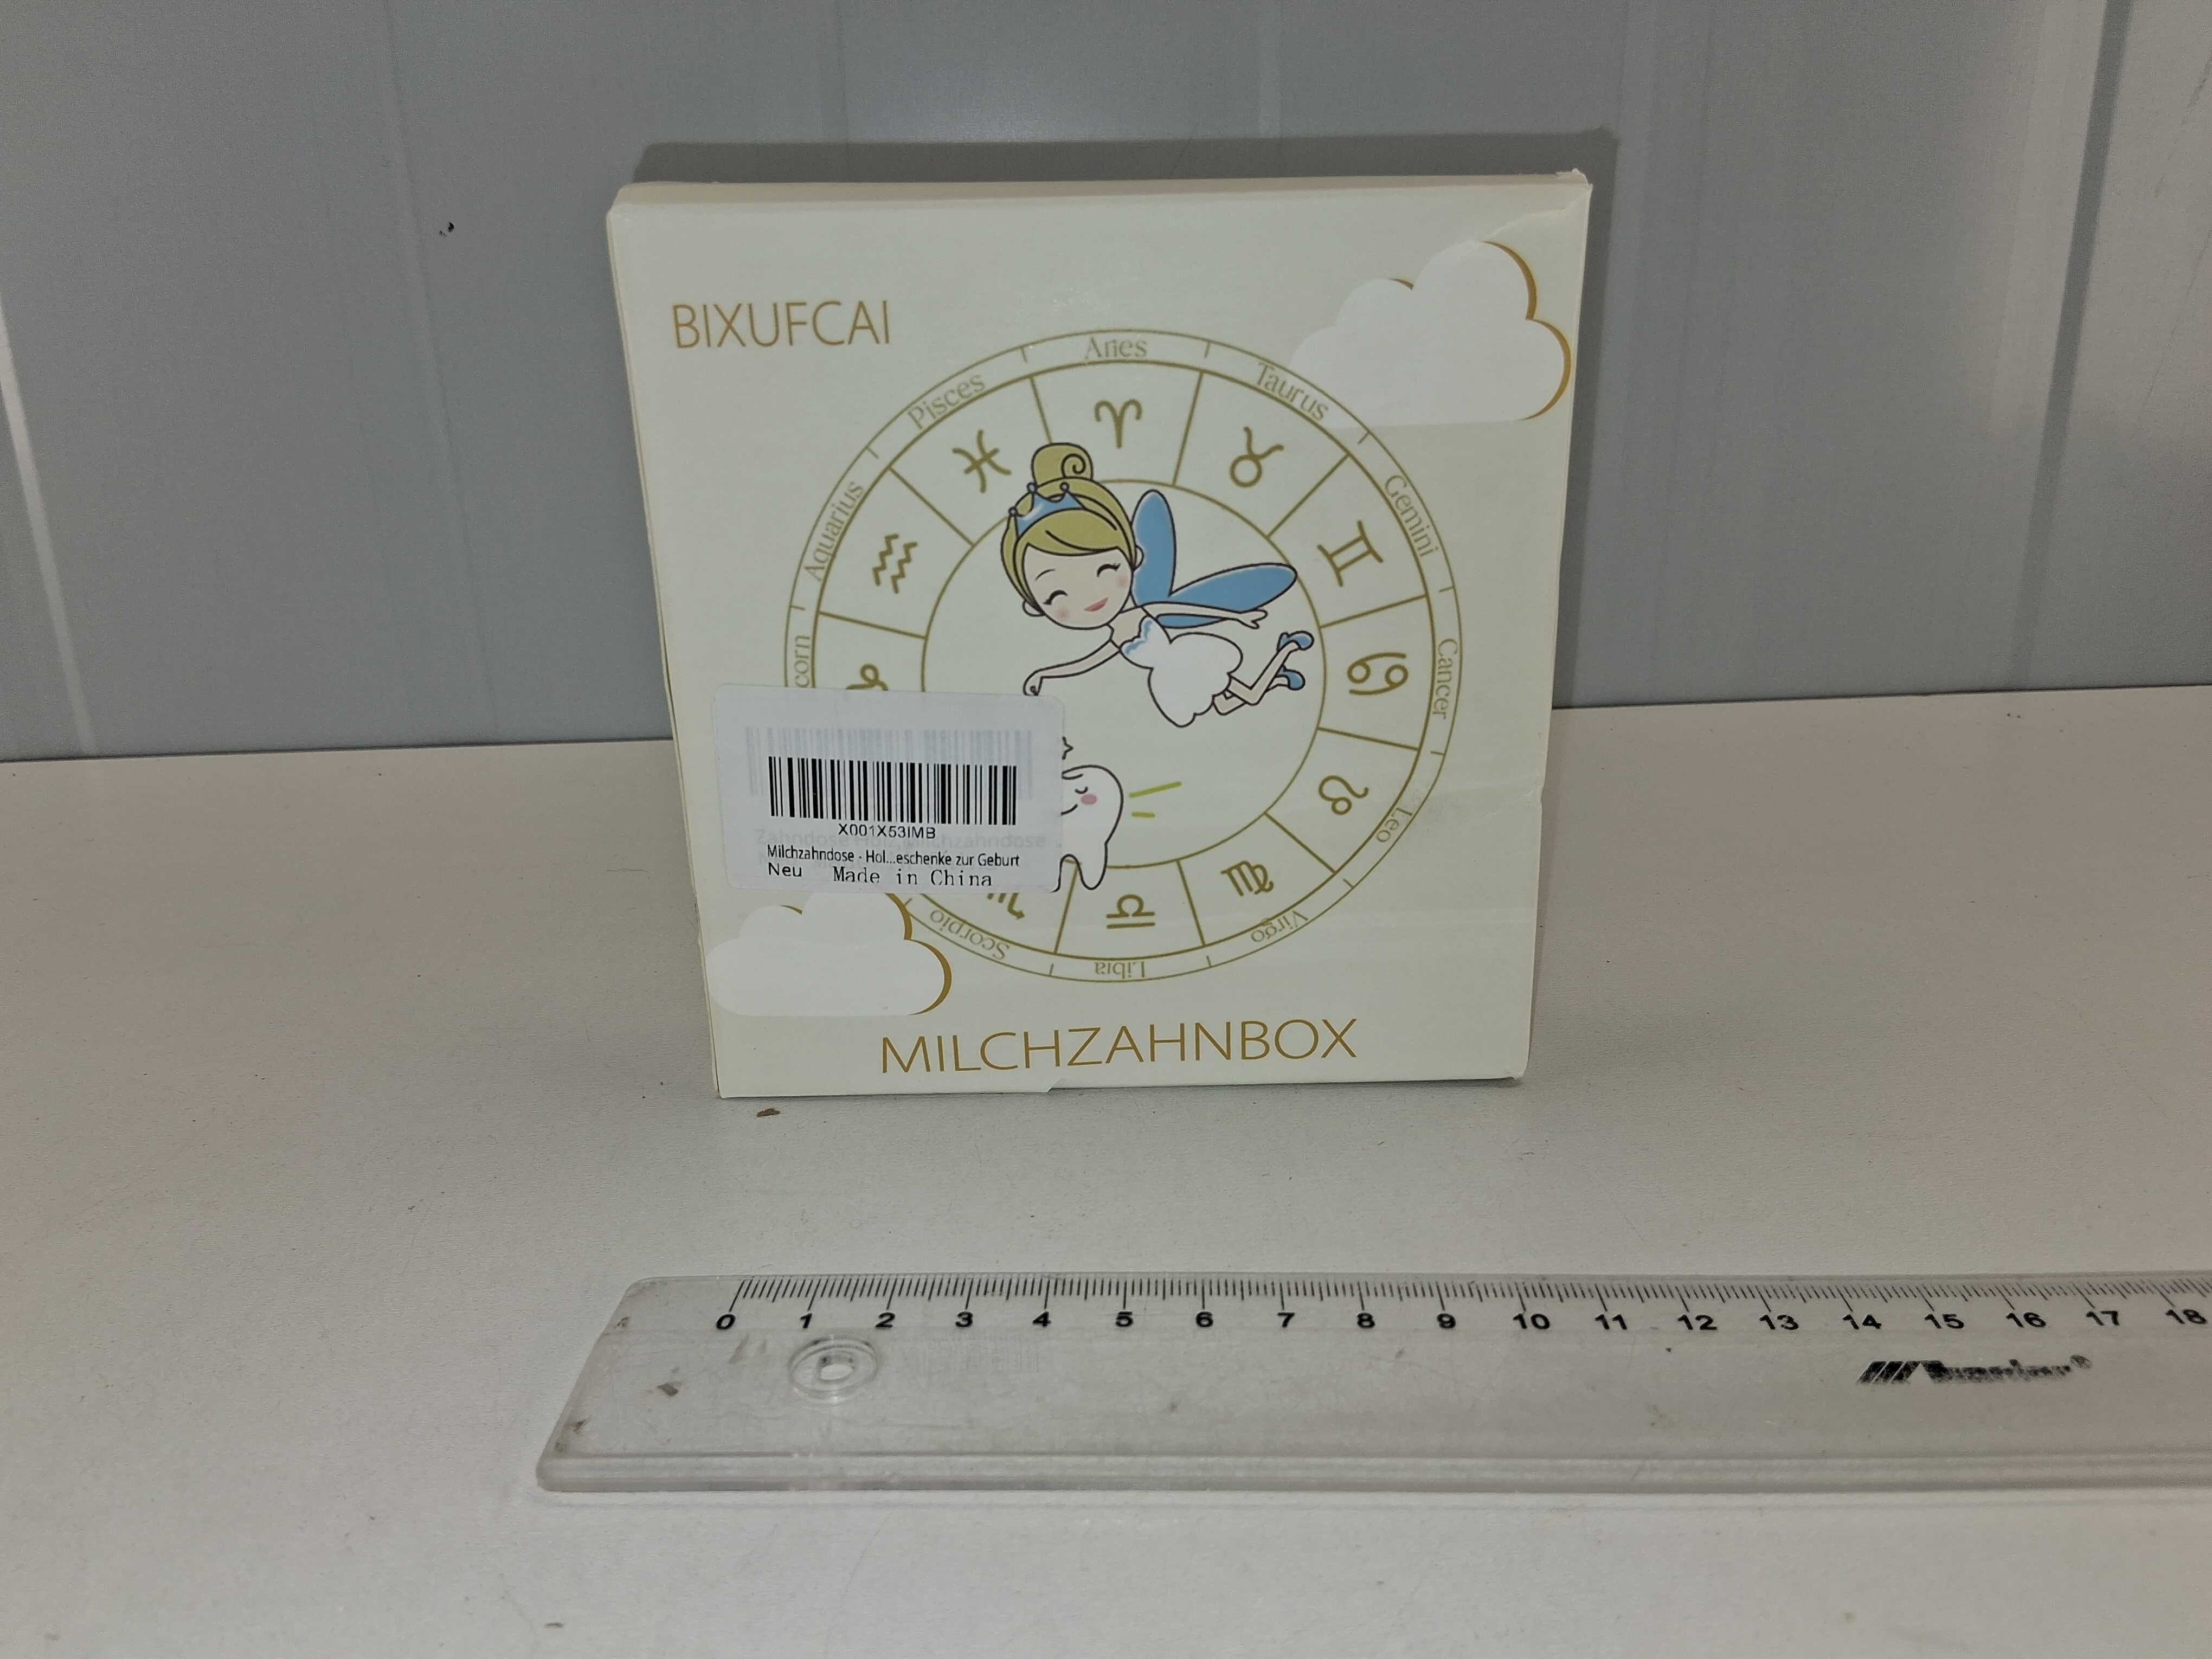 BIXUFCAI
Aries
Taurus
Gemini
Cancer
Leo
Virgo
Libia
Scorpio
corn
Aquarius
Pisces
X001X53IMB
Milchzahndose - Hol...eschenke zur Geburt
Neu Made in China
MILCHZAHNBOX
0 1 2 3 4 5 6 7 8 9 10 11 12 13 14 15 16 17 18